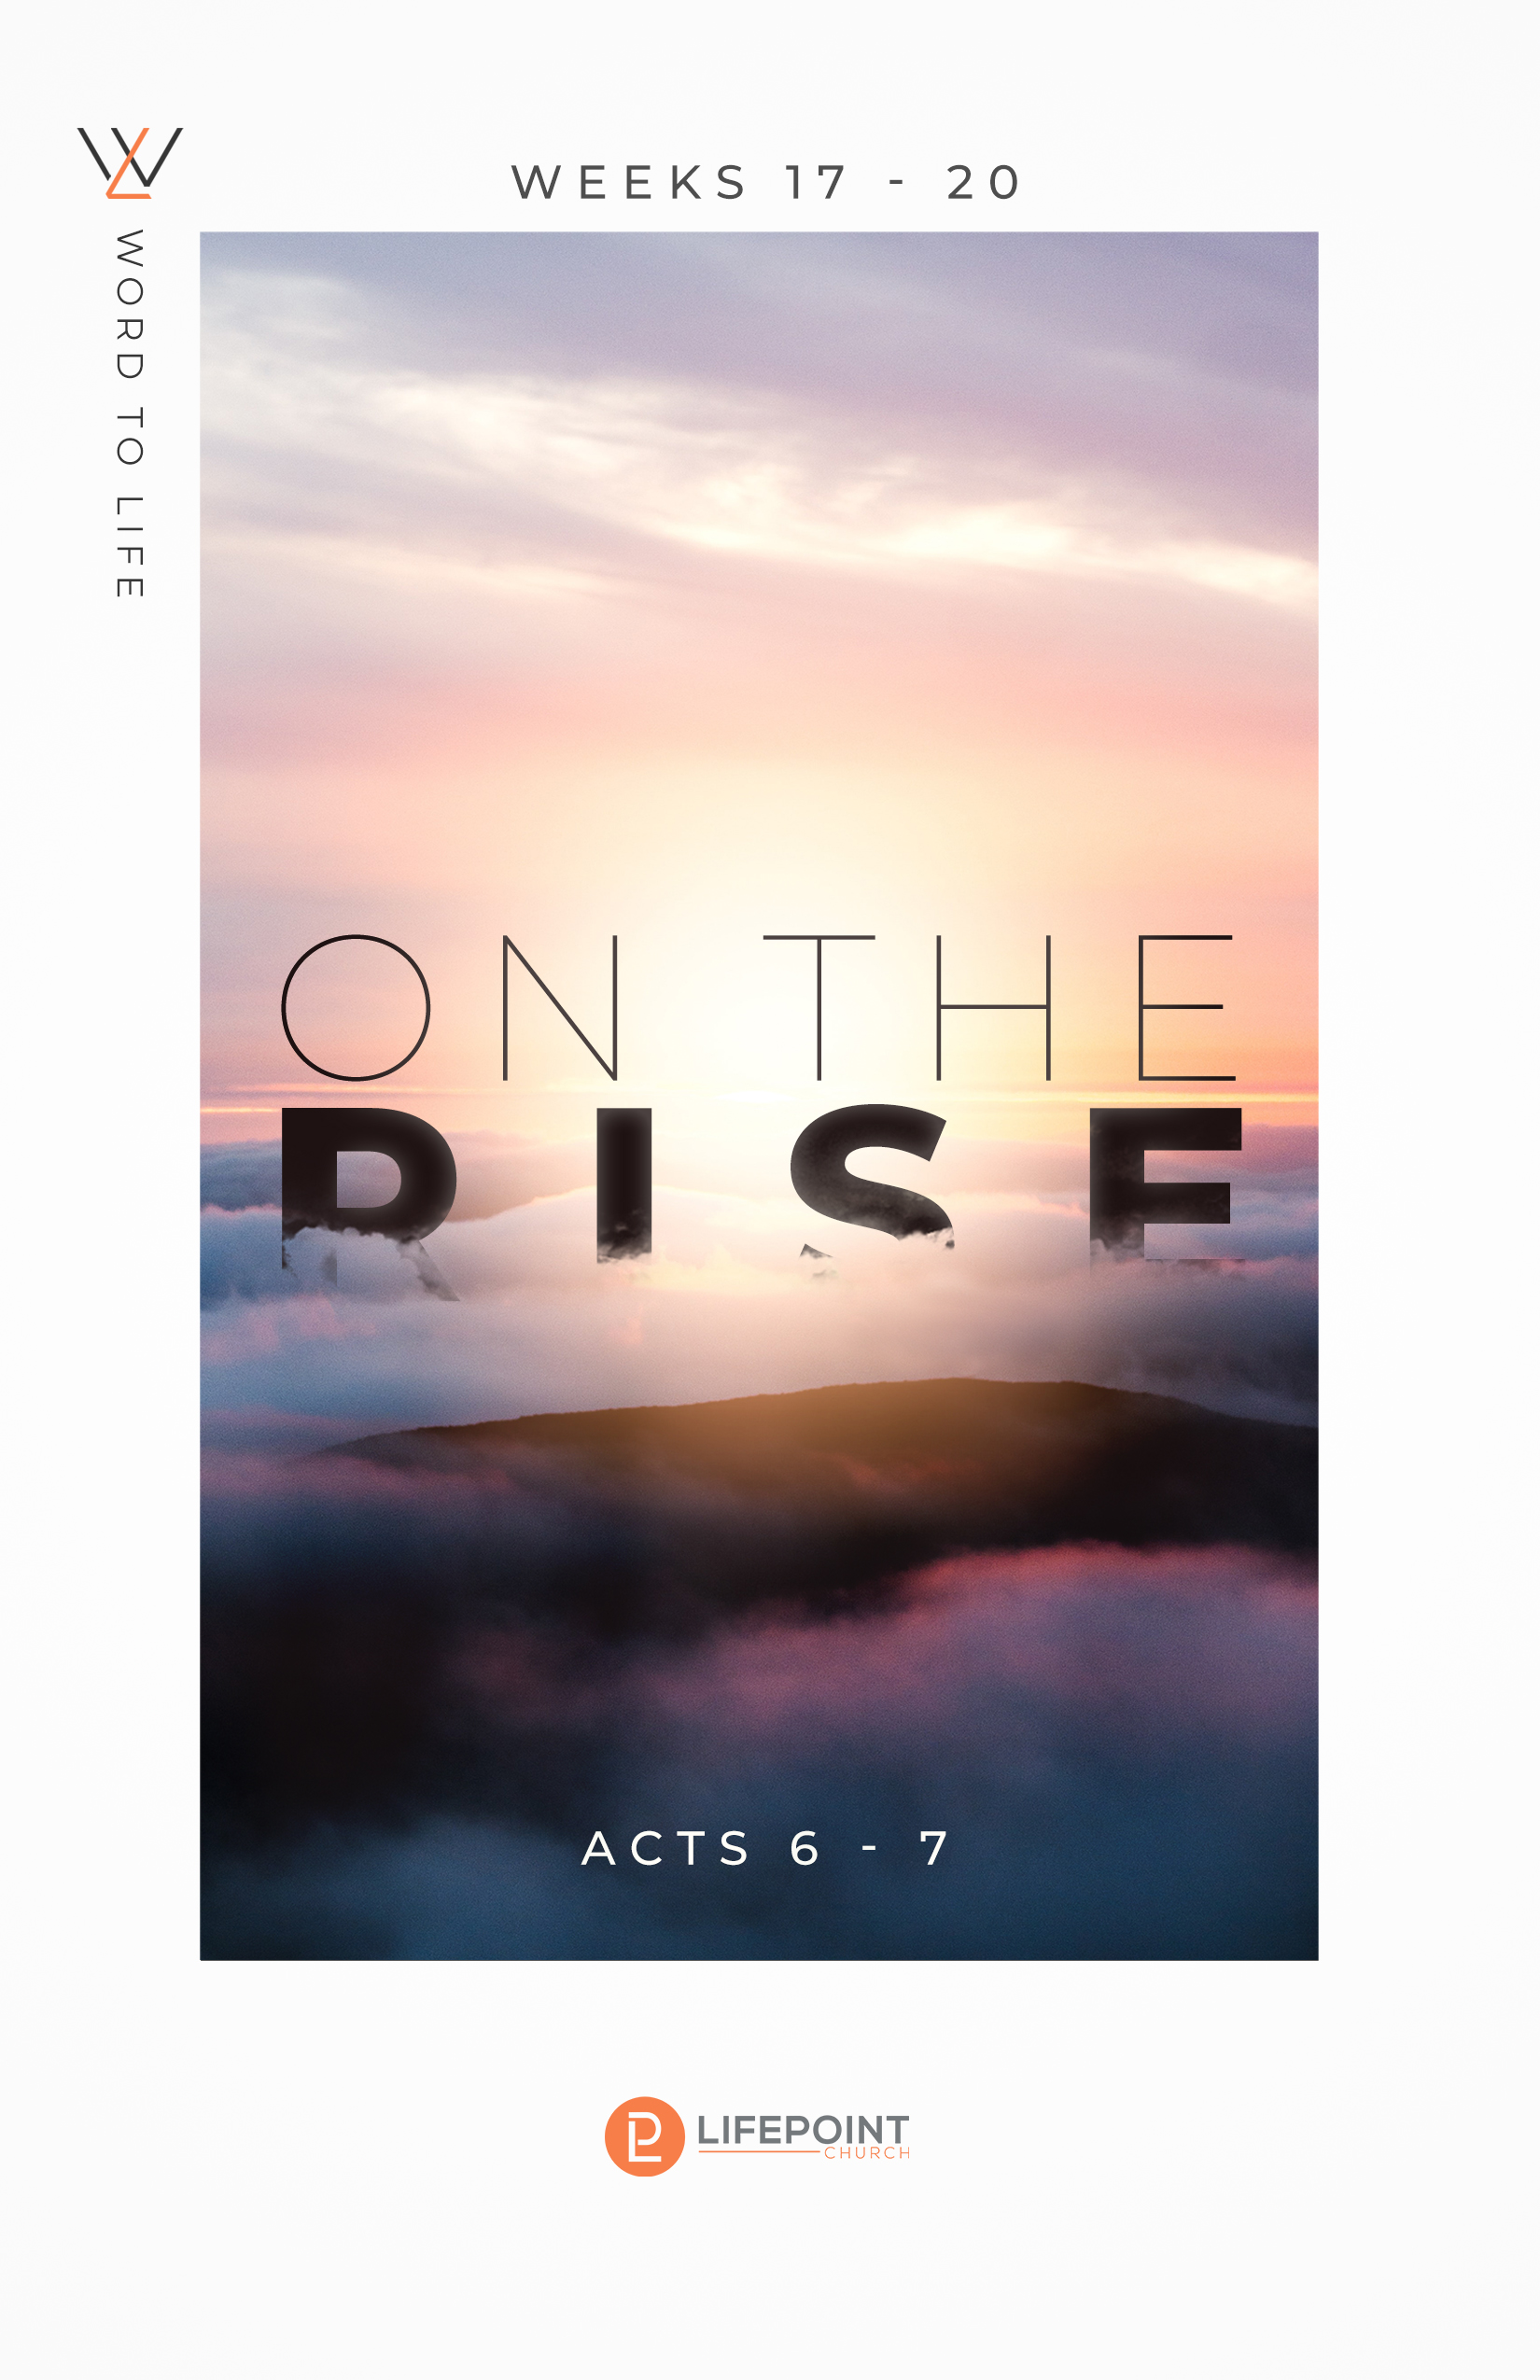 WEEKS 17 - 20
WORD TO LIFE
ON THE
RISE
ACTS 6 - 7
LIFEPOINT
CHURCH